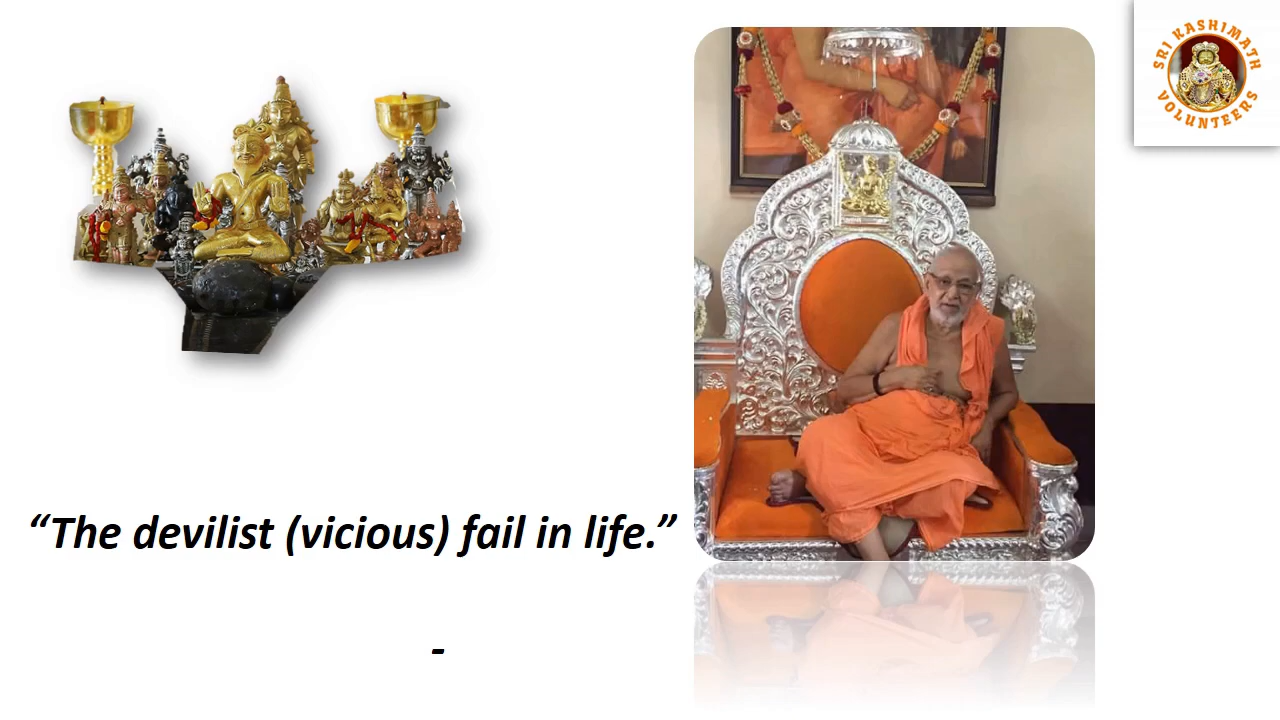 SRI KASHIMATH
VOLUNTEERS
“The devilist (vicious) fail in life.”
-